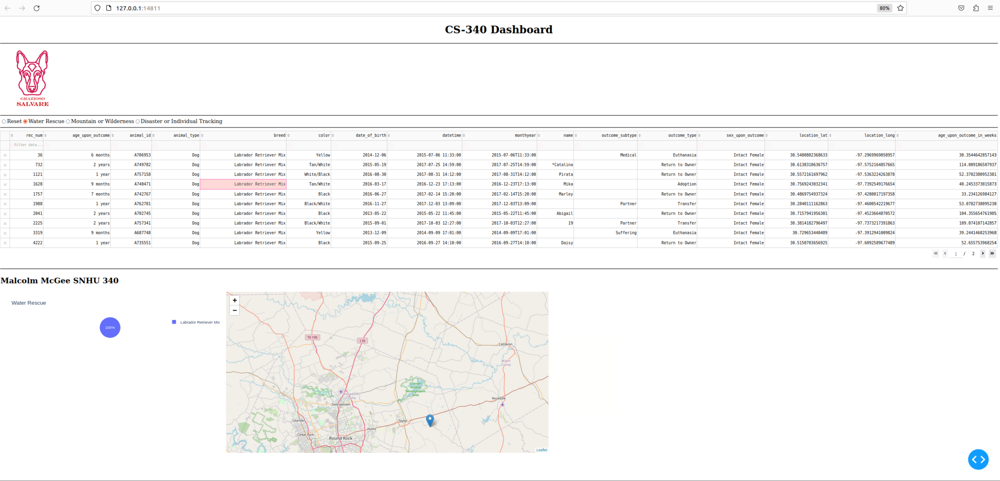 127.0.0.1:14811
80%
CS-340 Dashboard
GRAZIOSO
SALVARE
Reset Water Rescue Mountain or Wilderness Disaster or Individual Tracking
rec_num age_upon_outcome animal_id animal_type breed color date_of_birth datetime monthyear name outcome_subtype outcome_type sex_upon_outcome location_lat location_long age_upon_outcome_in_weeks
filter data...
36 6 months A706953 Dog Labrador Retriever Mix Yellow 2014-12-06 2015-07-06 11:33:00 2015-07-06T11:33:00 Medical Euthanasia Intact Female 30.5480802368633 -97.2969969058957 30.3544642857143
732 2 years A749782 Dog Labrador Retriever Mix Tan/White 2015-05-19 2017-07-25 14:59:00 2017-07-25T14:59:00 *Catalina Return to Owner Intact Female 30.6138310636757 -97.5752164857665 114.089186507937
1121 1 year A757158 Dog Labrador Retriever Mix White/Black 2016-08-30 2017-08-31 14:12:00 2017-08-31T14:12:00 Pirata Return to Owner Intact Female 30.5572161697962 -97.5363224263878 52.3702380952381
1628 9 months A740471 Dog Labrador Retriever Mix Tan/White 2016-03-17 2016-12-23 17:13:00 2016-12-23T17:13:00 Mika Adoption Intact Female 30.7569243032341 -97.7392549176654 40.2453373015873
1757 7 months A742767 Dog Labrador Retriever Mix Black 2016-06-27 2017-02-14 15:20:00 2017-02-14T15:20:00 Marley Return to Owner Intact Female 30.4869754937324 -97.4280017197358 33.234126984127
1988 1 year A762781 Dog Labrador Retriever Mix Black/White 2016-11-27 2017-12-03 13:09:00 2017-12-03T13:09:00 Partner Transfer Intact Female 30.2840111162863 -97.4600542219677 53.0782738095238
2041 2 years A702745 Dog Labrador Retriever Mix Black 2013-05-22 2015-05-22 11:45:00 2015-05-22T11:45:00 Abigail Return to Owner Intact Female 30.7157941956301 -97.4523664870572 104.355654761905
2225 2 years A757341 Dog Labrador Retriever Mix Black/White 2015-09-01 2017-10-03 12:27:00 2017-10-03T12:27:00 19 Partner Transfer Intact Female 30.3814182796497 -97.7373217391863 109.074107142857
3319 9 months A687748 Dog Labrador Retriever Mix Yellow 2013-12-09 2014-09-09 17:01:00 2014-09-09T17:01:00 Suffering Euthanasia Intact Female 30.729653440489 -97.3912941009824 39.2441468253968
4222 1 year A735551 Dog Labrador Retriever Mix Black 2015-09-25 2016-09-27 14:10:00 2016-09-27T14:10:00 Daisy Return to Owner Intact Female 30.5150703656925 -97.6092589677489 52.655753968254
1 / 2
Malcolm McGee SNHU 340
Water Rescue
100%
Labrador Retriever Mix
+
−
TX 195
I 35
Cameron
Milam
County
Granger
Wildlife
Management
Area
Williamson
County
Rockdale
Georgetown
Leander
Taylor
Hutto
Cedar Park
Round Rock
Leaflet